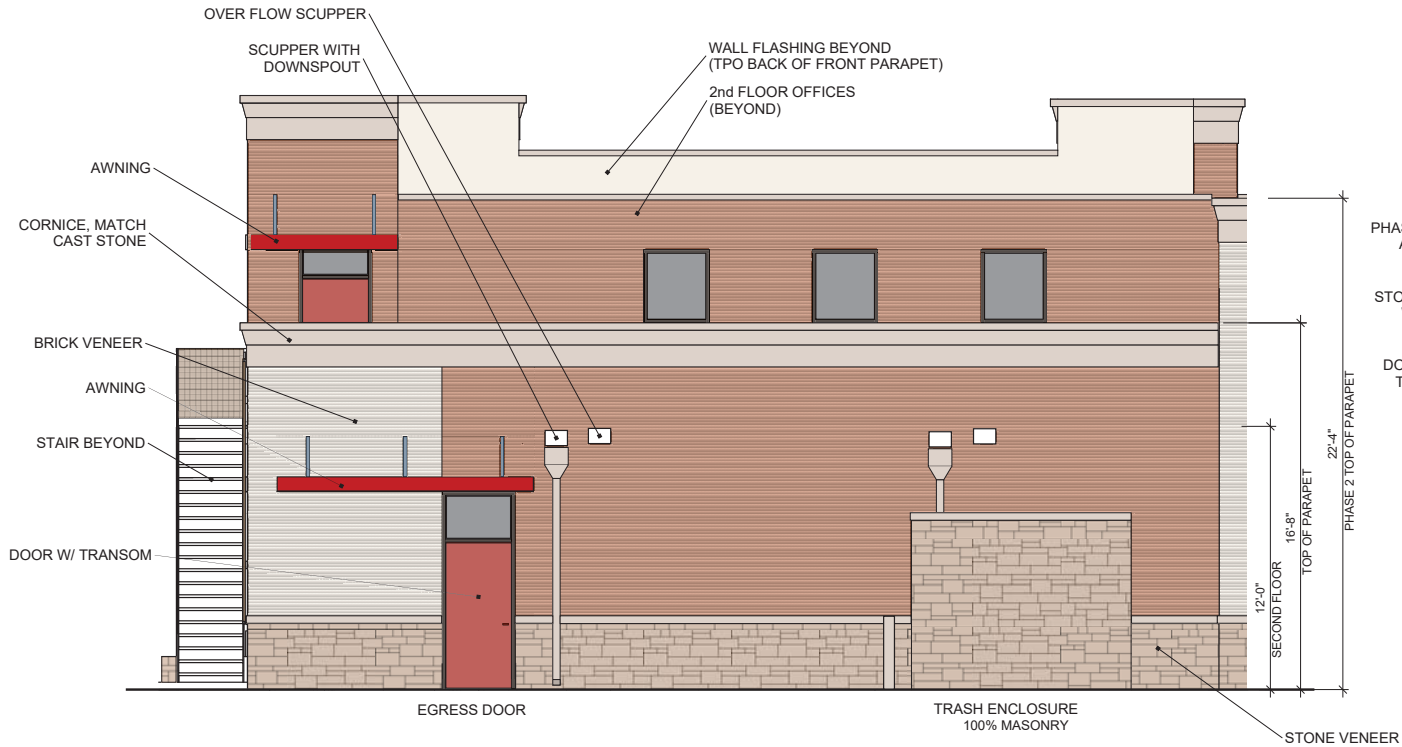 OVER FLOW SCUPPER
SCUPPER WITH
DOWNSPOUT
WALL FLASHING BEYOND
(TPO BACK OF FRONT PARAPET)
2nd FLOOR OFFICES
(BEYOND)
AWNING
CORNICE, MATCH
CAST STONE
BRICK VENEER
AWNING
STAIR BEYOND
DOOR W/ TRANSOM
12'-0"
SECOND FLOOR
16'-8"
TOP OF PARAPET
22'-4"
PHASE 2 TOP OF PARAPET
EGRESS DOOR
TRASH ENCLOSURE
100% MASONRY
STONE VENEER